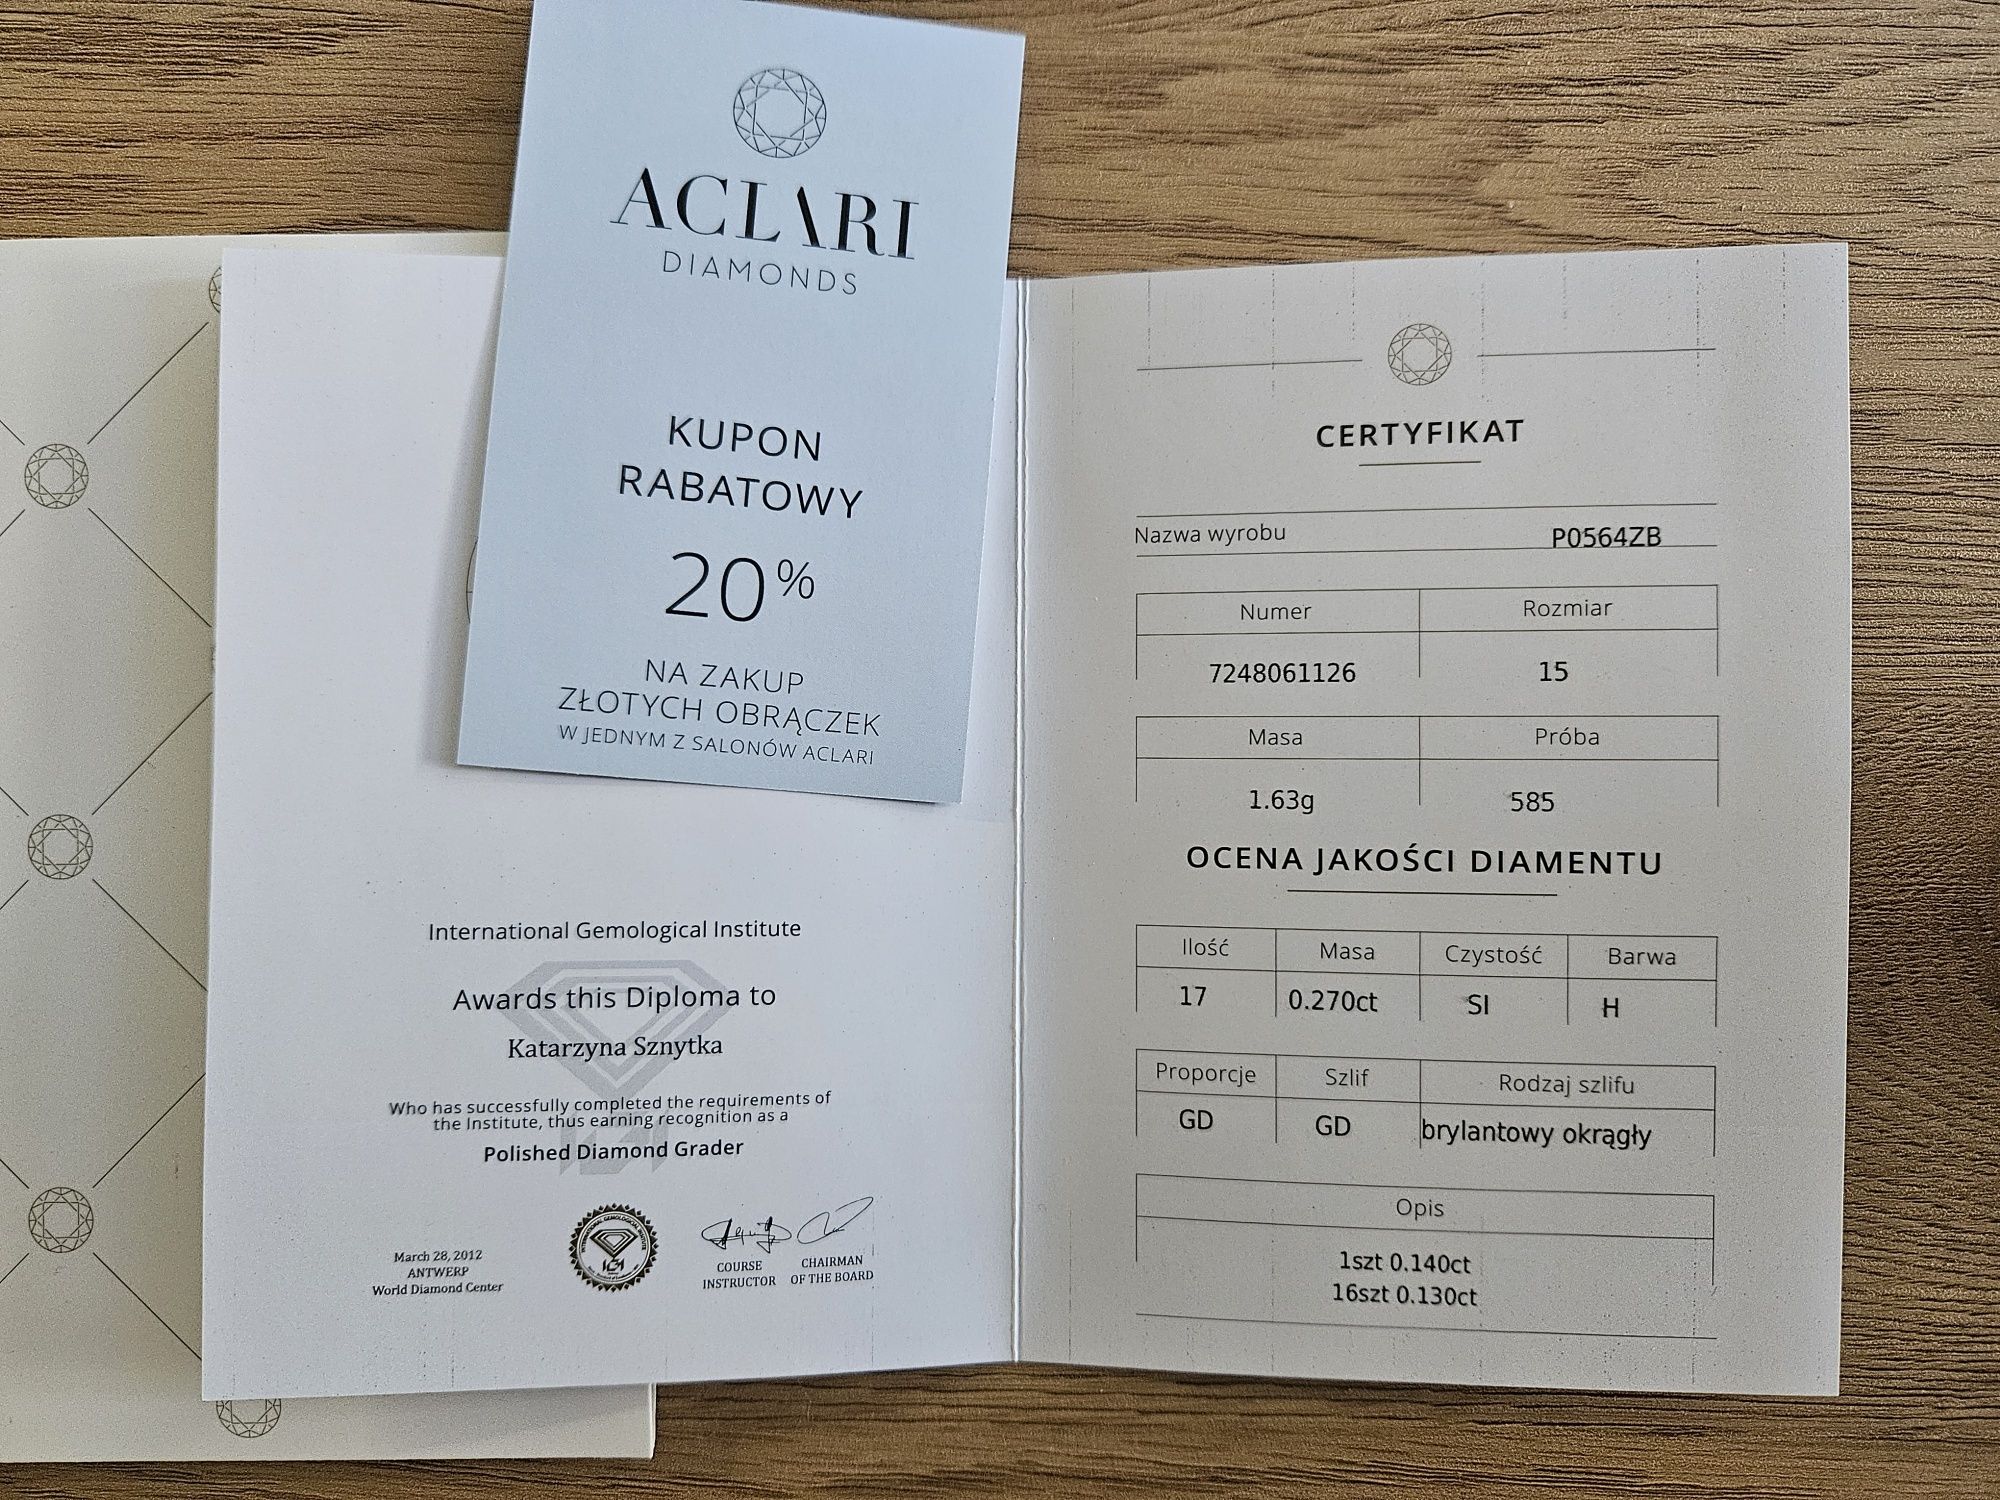 ACLARI
DIAMONDS
KUPON
RABATOWY
20%
NA ZAKUP
ZŁOTYCH OBRĄCZEK
W JEDNYM Z SALONÓW ACLARI
International Gemological Institute
Awards this Diploma to
Katarzyna Sznytka
Who has successfully completed the requirements of
the Institute, thus earning recognition as a
Polished Diamond Grader
March 28, 2012
ANTWERP
World Diamond Center
INTERNATIONAL GEMOLOGICAL INSTITUTE
IGI
COURSE
INSTRUCTOR
CHAIRMAN
OF THE BOARD
CERTYFIKAT
Nazwa wyrobu P0564ZB
Numer Rozmiar
7248061126 15
Masa Próba
1.63g 585
OCENA JAKOŚCI DIAMENTU
Ilość Masa Czystość Barwa
17 0.270ct SI H
Proporcje Szlif Rodzaj szlifu
GD GD brylantowy okrągły
Opis
1szt 0.140ct
16szt 0.130ct